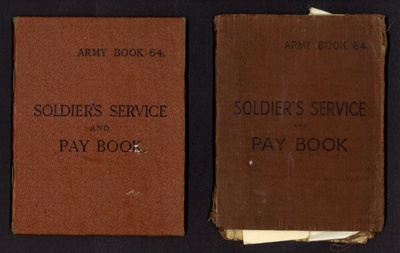 ARMY BOOK 64.
SOLDIER'S SERVICE
AND
PAY BOOK.
ARMY BOOK 64
SOLDIER'S SERVICE
AND
PAY BOOK